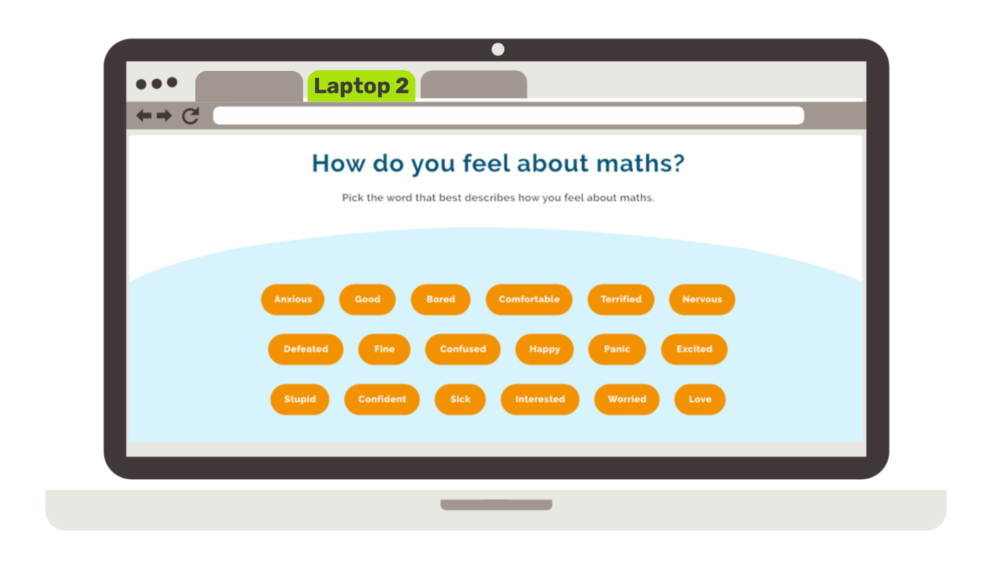 Laptop 2
How do you feel about maths?
Pick the word that best describes how you feel about maths.
Anxious Good Bored Comfortable Terrified Nervous
Defeated Fine Confused Happy Panic Excited
Stupid Confident Sick Interested Worried Love